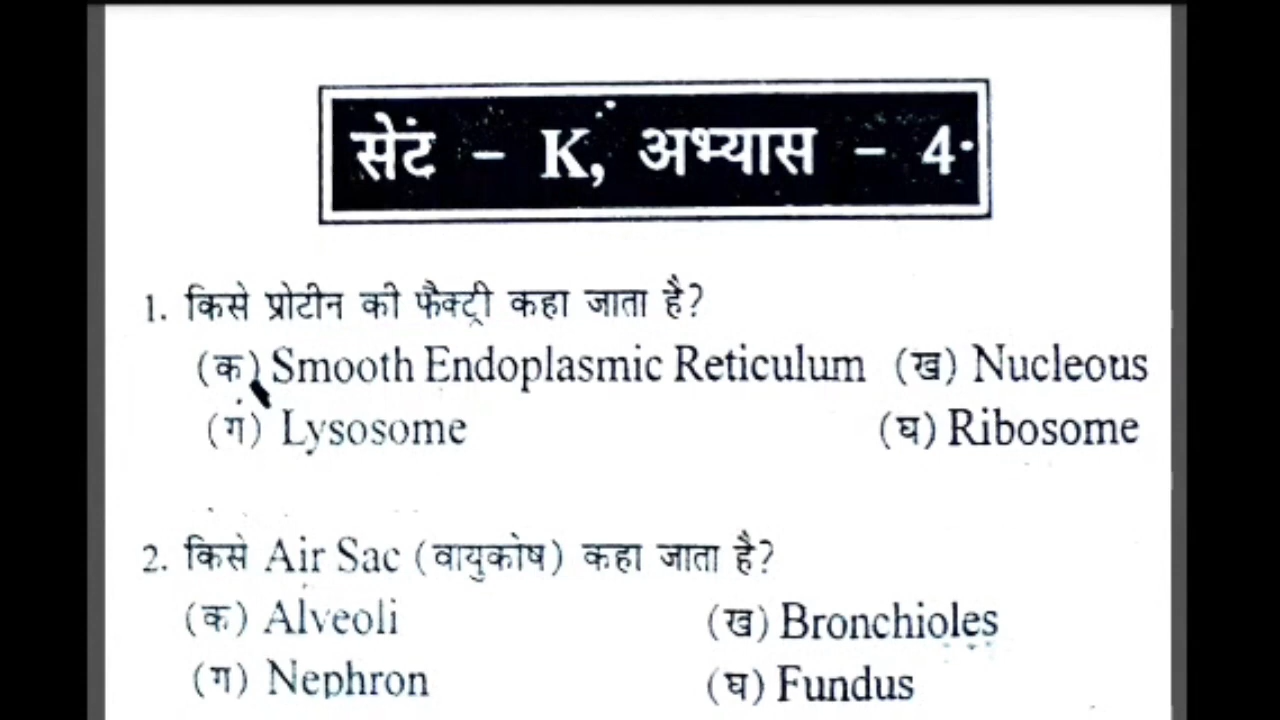 सेटं - K, अभ्यास - 4
1. किसे प्रोटीन की फैक्ट्री कहा जाता है?
(क) Smooth Endoplasmic Reticulum (ख) Nucleous
(ग) Lysosome (घ) Ribosome
2. किसे Air Sac (वायुकोष) कहा जाता है?
(क) Alveoli (ख) Bronchioles
(ग) Nephron (घ) Fundus